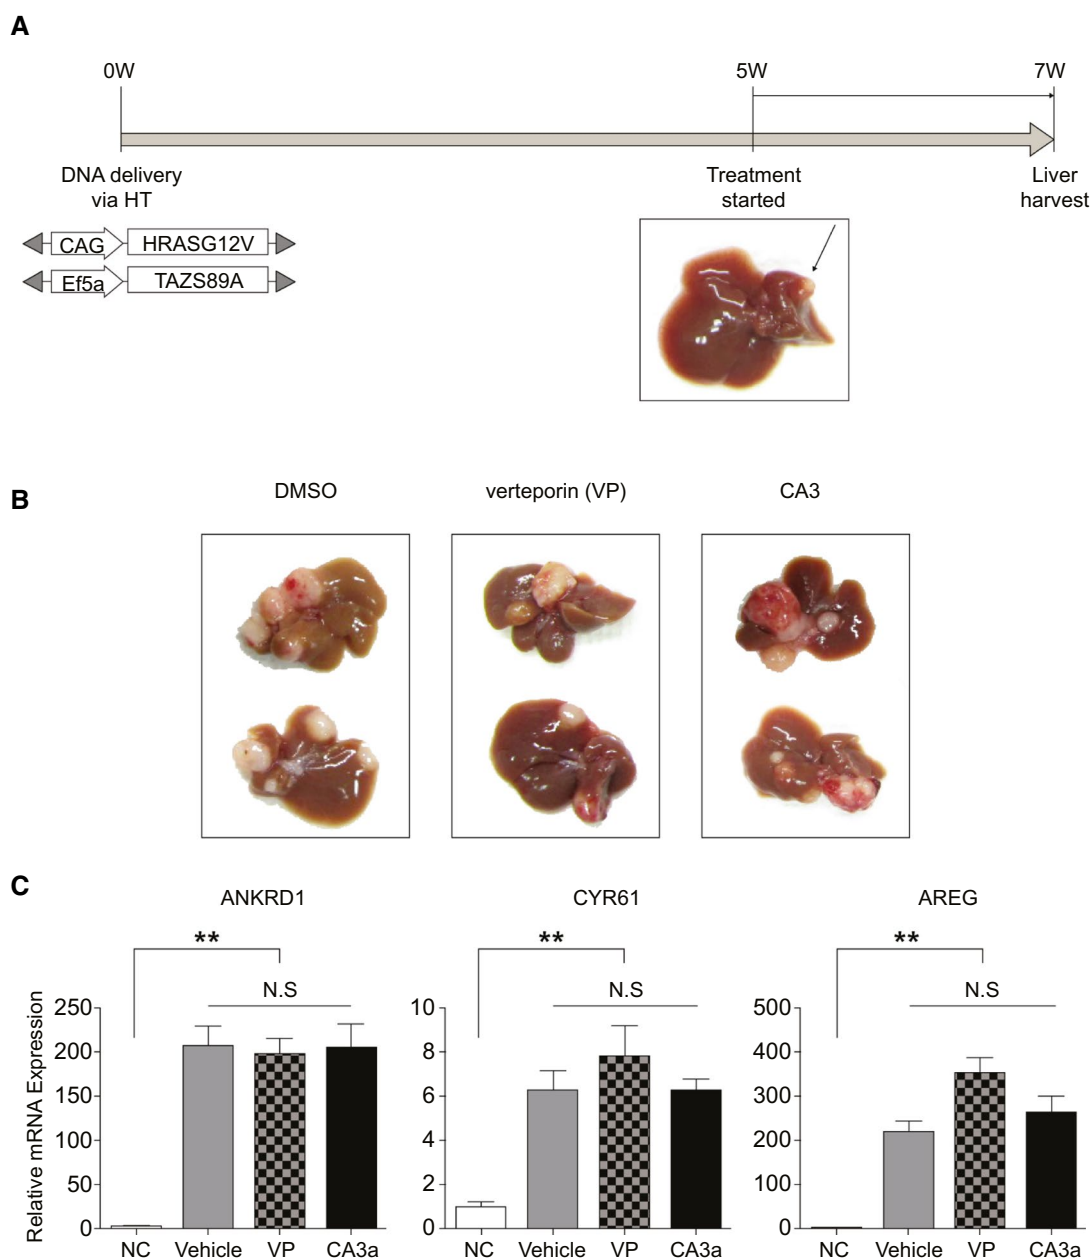 A
0W 5W 7W
DNA delivery
via HT
Treatment
started
Liver
harvest
CAG HRASG12V
Ef5a TAZS89A
B
DMSO verteporin (VP) CA3
C
ANKRD1 CYR61 AREG
** ** **
N.S N.S N.S
Relative mRNA Expression
250
200
150
100
50
0
NC Vehicle VP CA3a
10
8
6
4
2
0
NC Vehicle VP CA3a
500
400
300
200
100
0
NC Vehicle VP CA3a